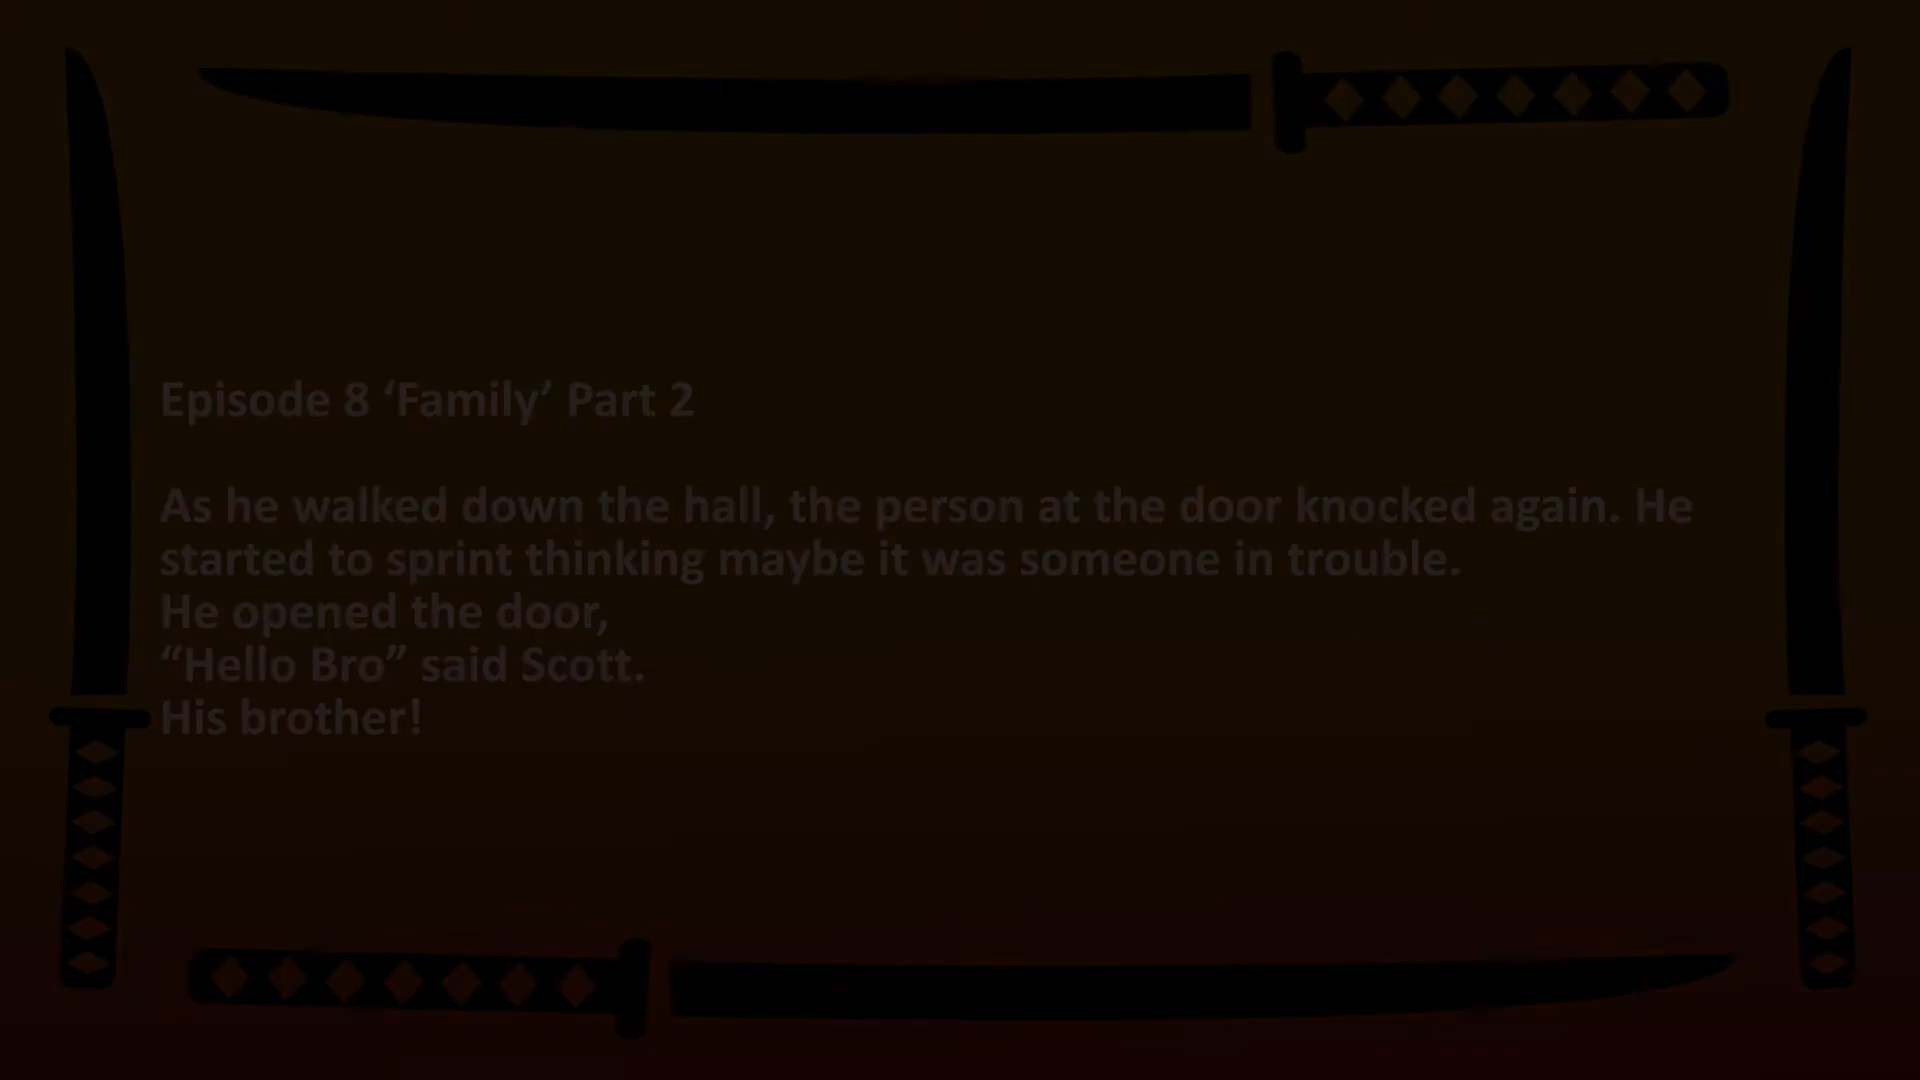 Episode 8 ‘Family’ Part 2
As he walked down the hall, the person at the door knocked again. He
started to sprint thinking maybe it was someone in trouble.
He opened the door,
“Hello Bro” said Scott.
His brother!